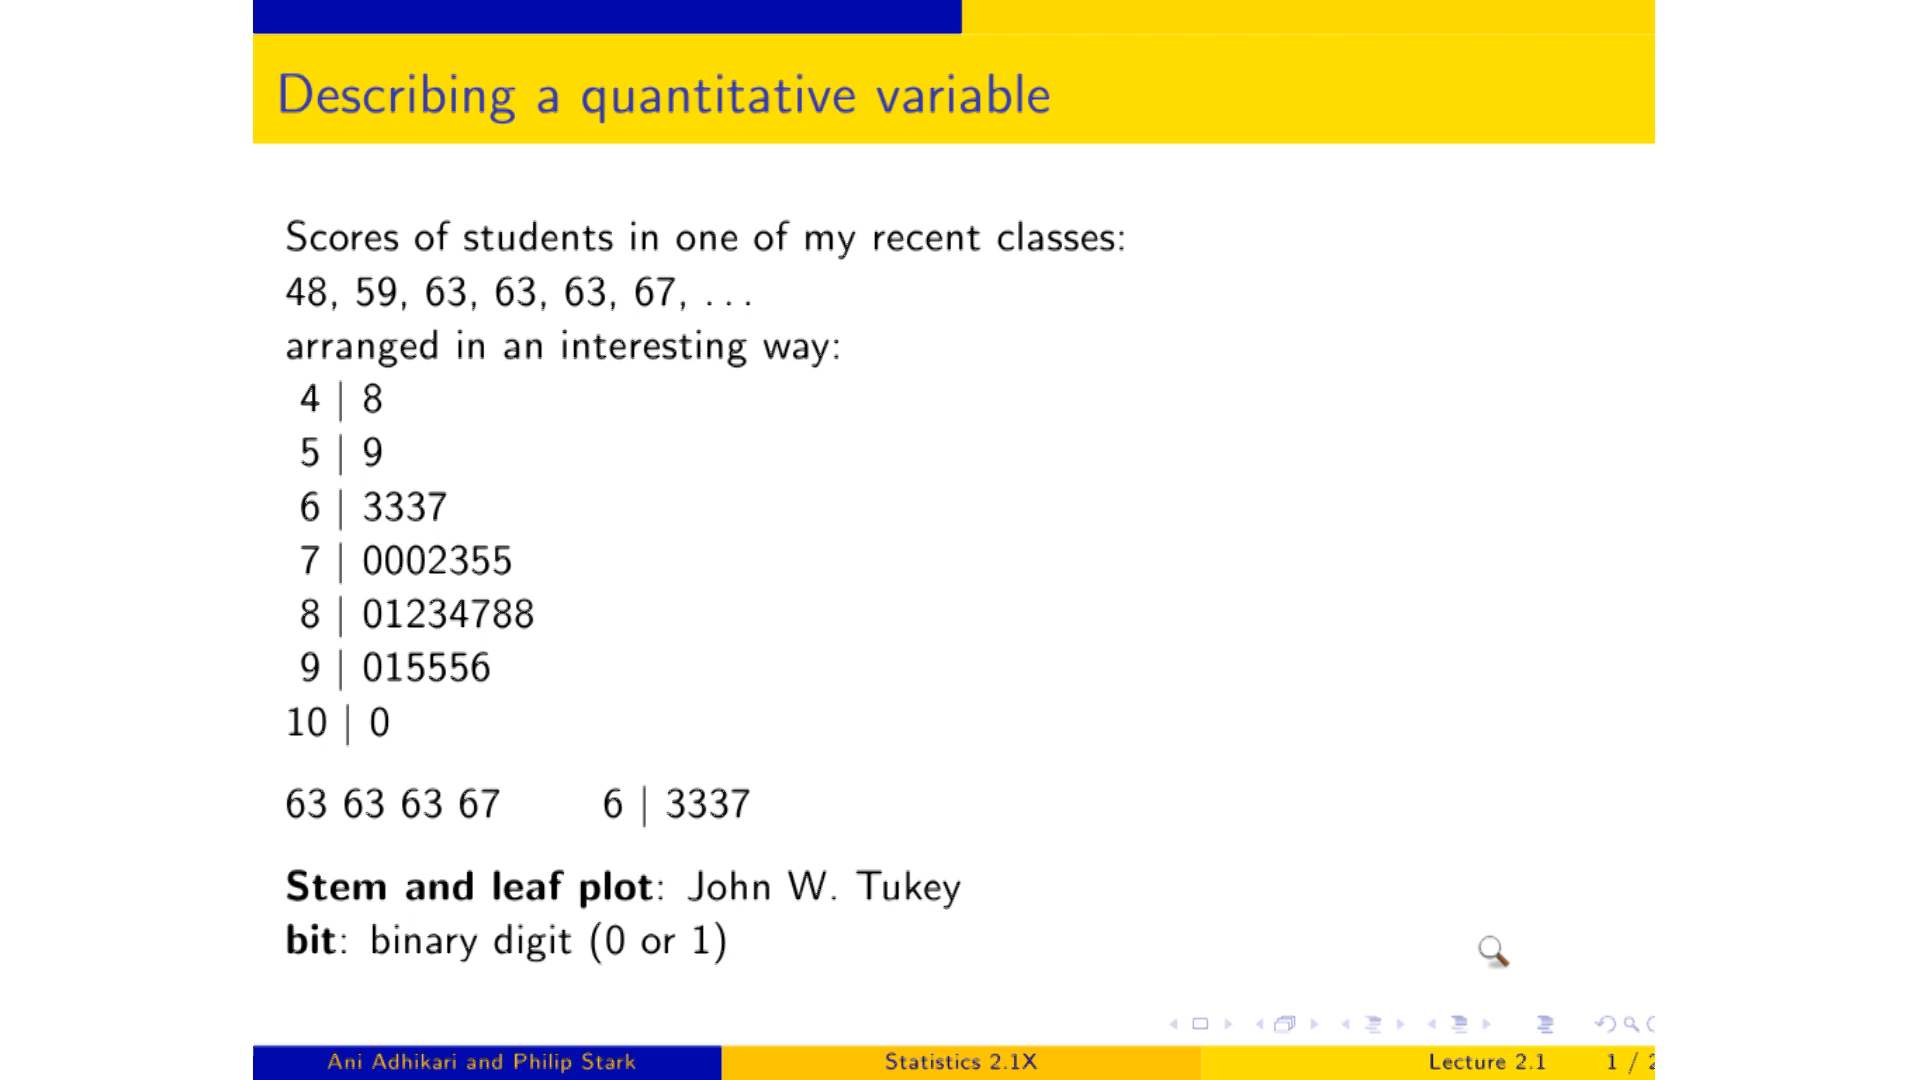 Describing a quantitative variable
Scores of students in one of my recent classes:
48, 59, 63, 63, 63, 67, . . .
arranged in an interesting way:
4 | 8
5 | 9
6 | 3337
7 | 0002355
8 | 01234788
9 | 015556
10 | 0
63 63 63 67 6 | 3337
Stem and leaf plot: John W. Tukey
bit: binary digit (0 or 1)
Ani Adhikari and Philip Stark Statistics 2.1X Lecture 2.1 1 / 2